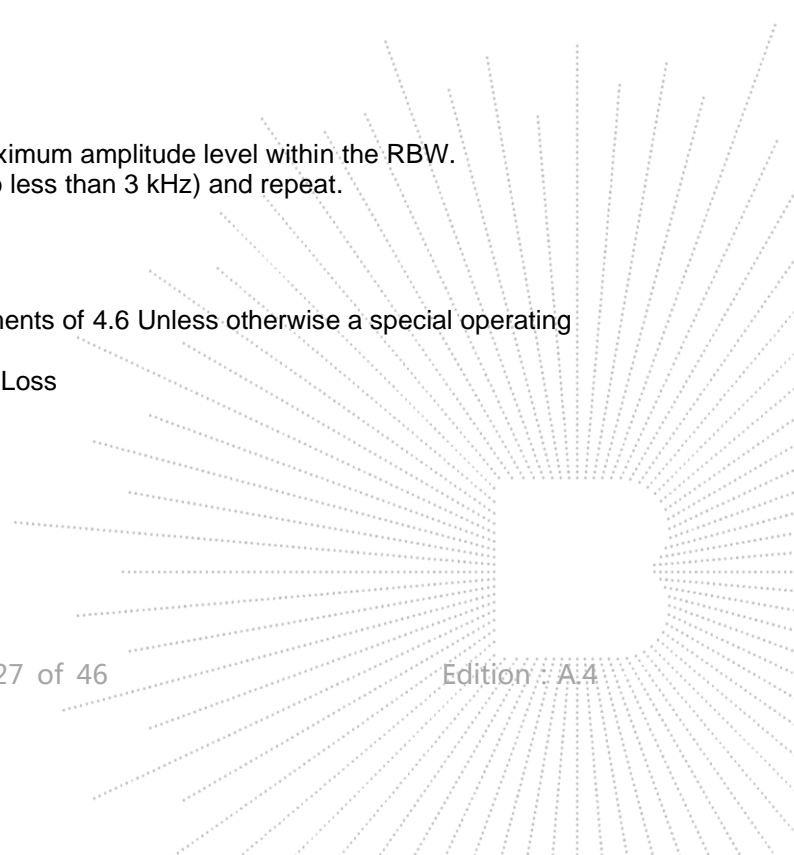 ximum amplitude level within the RBW.
less than 3 kHz) and repeat.
ents of 4.6 Unless otherwise a special operating
Loss
27 of 46 Edition : A.4